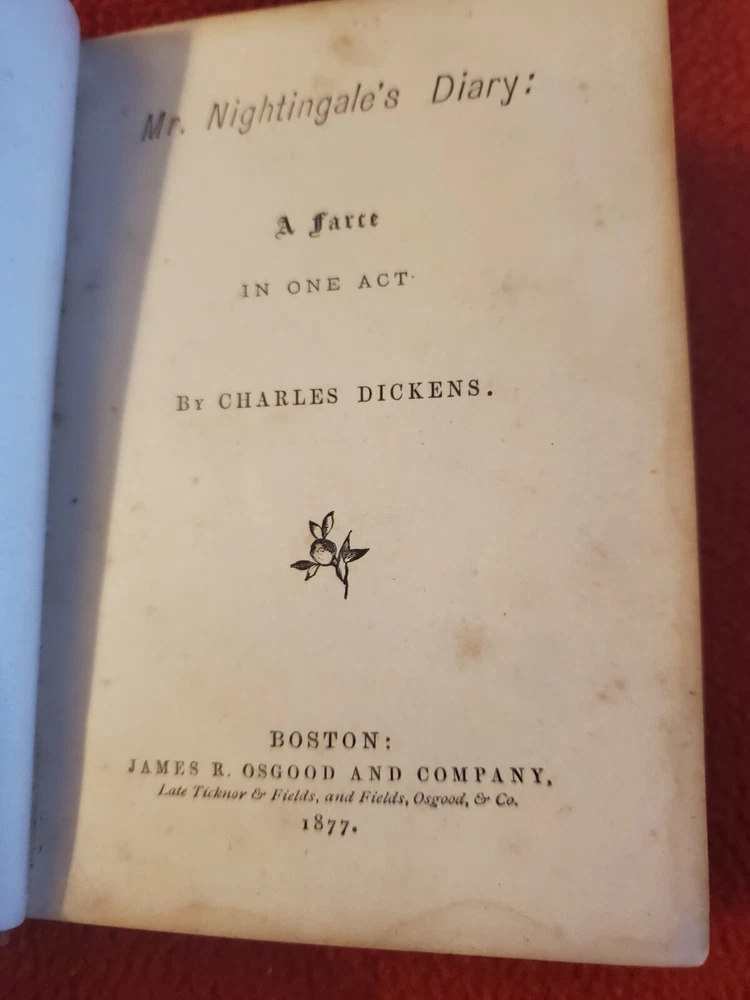 Mr. Nightingale's Diary:
A Farce
IN ONE ACT.
BY CHARLES DICKENS.
BOSTON:
JAMES R. OSGOOD AND COMPANY,
Late Ticknor & Fields, and Fields, Osgood, & Co.
1877.